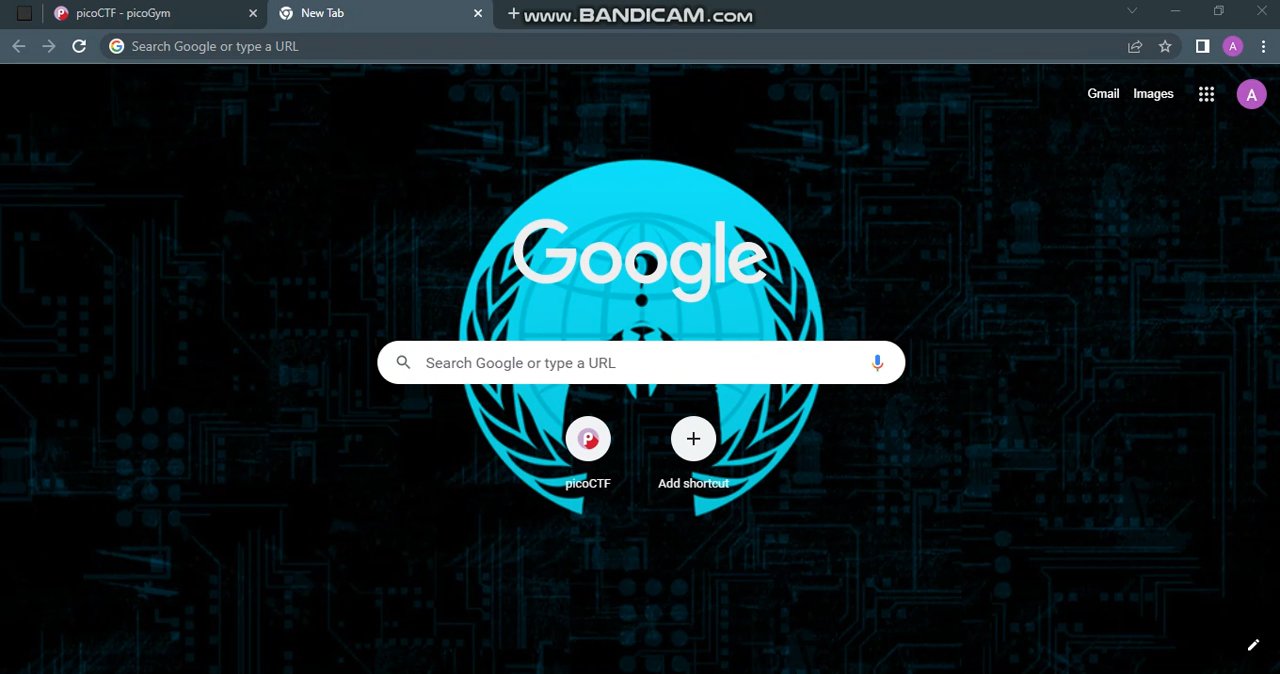 picoCTF - picoGym
New Tab
www.BANDICAM.com
Search Google or type a URL
A
Gmail
Images
A
Google
Search Google or type a URL
picoCTF
Add shortcut